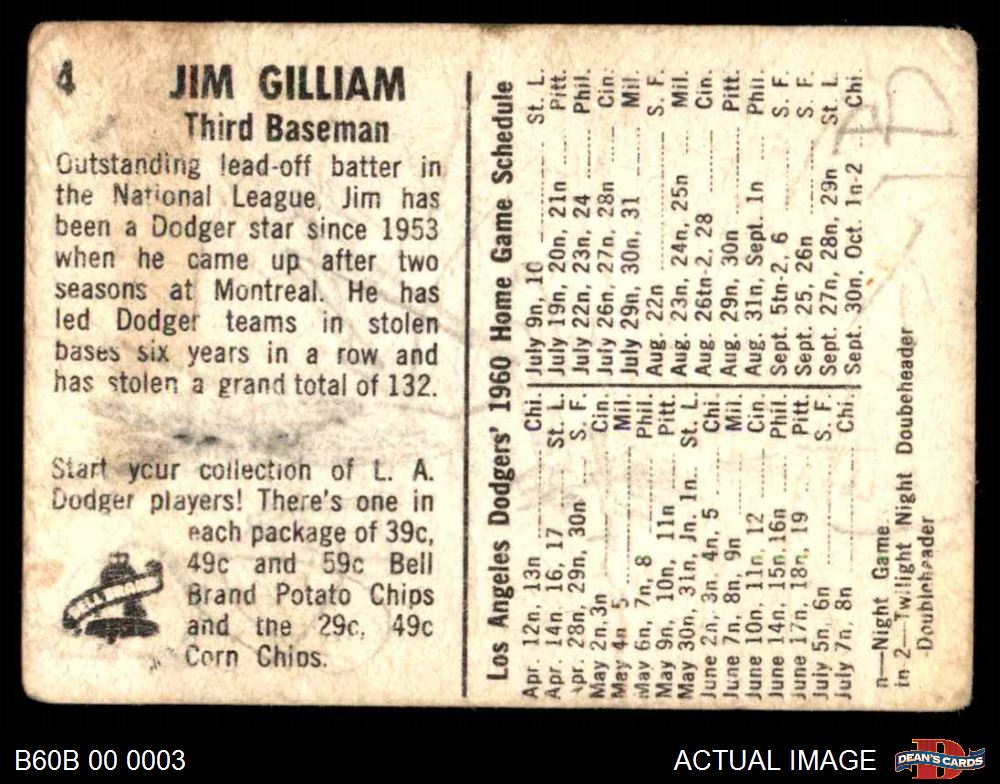 4
JIM GILLIAM
Third Baseman
Outstanding lead-off batter in
the National League, Jim has
been a Dodger star since 1953
when he came up after two
seasons at Montreal. He has
led Dodger teams in stolen
bases six years in a row and
has stolen a grand total of 132.
Start your collection of L. A.
Dodger players! There's one in
each package of 39c,
49c and 59c Bell
Brand Potato Chips
and the 29c, 49c
Corn Chips.
Los Angeles Dodgers' 1960 Home Game Schedule
Apr. 12n, 13n Chi.
Apr. 14n, 16, 17 St. L.
Apr. 28n, 29n, 30n S. F.
May 2n, 3n Cin.
May 4n 5 Mil.
May 6n, 7n, 8 Phil.
May 9n, 10n, 11n Pitt.
May 30n, 31n, Jn. 1n St. L.
June 2n, 3n 4n, 5 Chi.
June 7n, 8n, 9n Mil.
June 10n, 11n, 12 Cin.
June 14n, 15n, 16n Phil.
June 17n, 18n, 19 Pitt.
July 5n, 6n S. F.
July 7n, 8n Chi.
July 9n, 10 St. L.
July 19n, 20n, 21n Pitt.
July 22n, 23n, 24 Phil.
July 26n, 27n, 28n Cin.
July 29n, 30n, 31 Mil.
Aug. 22n S. F.
Aug. 23n, 24n, 25n Mil.
Aug. 26tn-2, 28 Cin.
Aug. 29n, 30n Pitt.
Aug. 31n, Sept. 1n Phil.
Sept. 5tn-2, 6 S. F.
Sept. 25, 26n S. F.
Sept. 27n, 28n, 29n St. L.
Sept. 30n, Oct. 1n-2 Chi.
n—Night Game
tn 2—Twilight Night Doubeheader
-Doubleheader
B60B 00 0003
ACTUAL IMAGE
DEAN'S CARDS